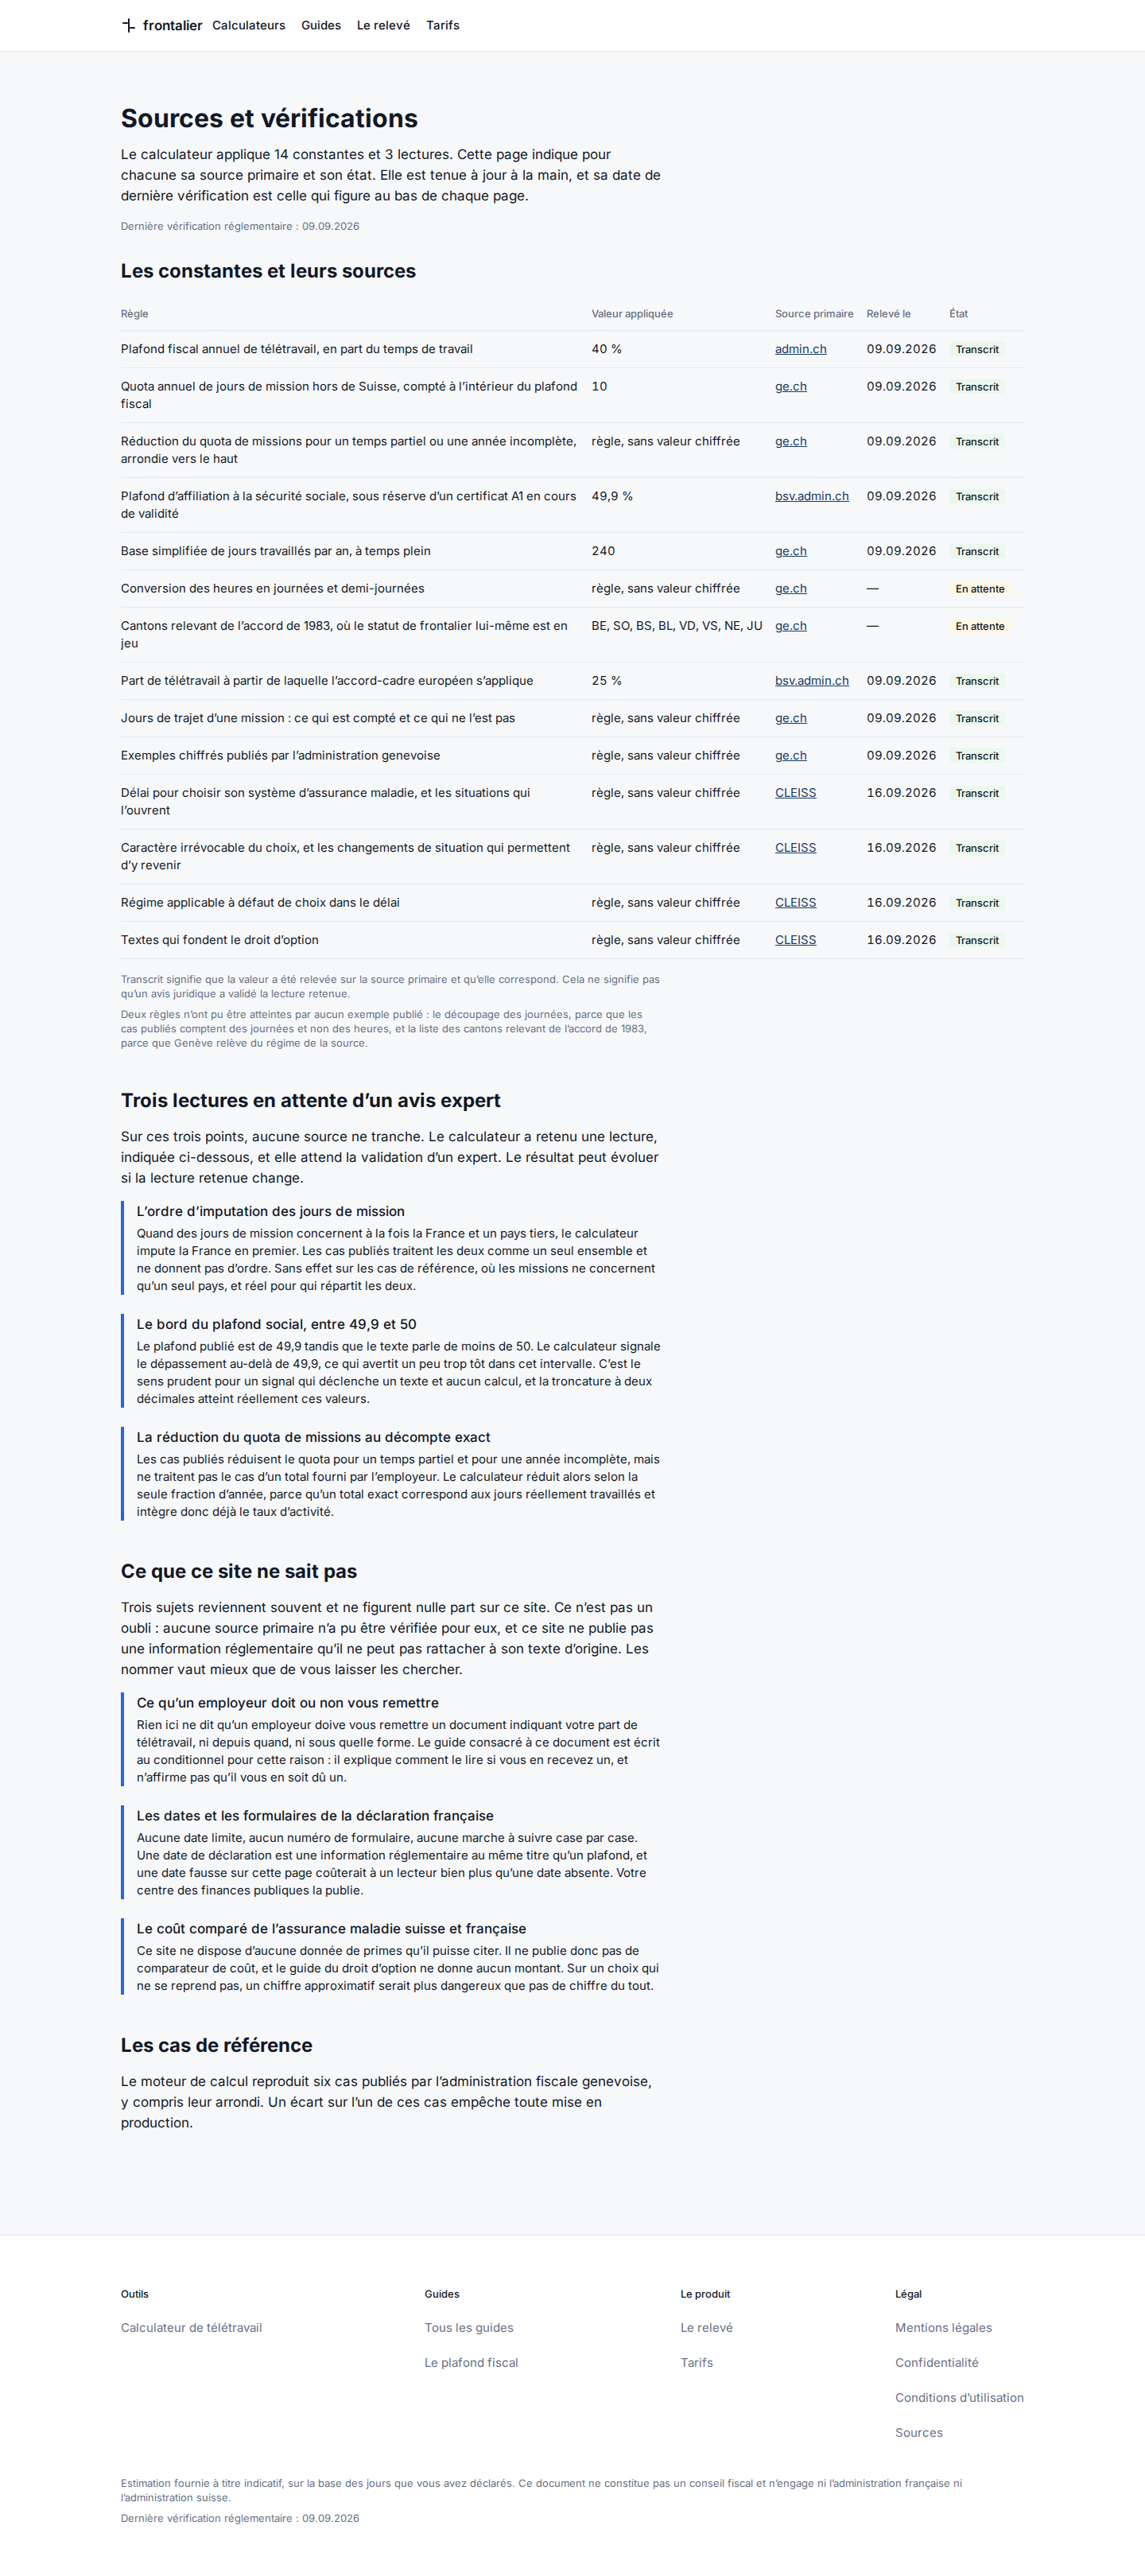 frontalier Calculateurs Guides Le relevé Tarifs
Sources et vérifications
Le calculateur applique 14 constantes et 3 lectures. Cette page indique pour
chacune sa source primaire et son état. Elle est tenue à jour à la main, et sa date de
dernière vérification est celle qui figure au bas de chaque page.
Dernière vérification réglementaire : 09.09.2026
Les constantes et leurs sources
Règle Valeur appliquée Source primaire Relevé le État
Plafond fiscal annuel de télétravail, en part du temps de travail 40 % admin.ch 09.09.2026 Transcrit
Quota annuel de jours de mission hors de Suisse, compté à l’intérieur du plafond 10 ge.ch 09.09.2026 Transcrit
fiscal
Réduction du quota de missions pour un temps partiel ou une année incomplète, règle, sans valeur chiffrée ge.ch 09.09.2026 Transcrit
arrondie vers le haut
Plafond d’affiliation à la sécurité sociale, sous réserve d’un certificat A1 en cours 49,9 % bsv.admin.ch 09.09.2026 Transcrit
de validité
Base simplifiée de jours travaillés par an, à temps plein 240 ge.ch 09.09.2026 Transcrit
Conversion des heures en journées et demi-journées règle, sans valeur chiffrée ge.ch — En attente
Cantons relevant de l’accord de 1983, où le statut de frontalier lui-même est en BE, SO, BS, BL, VD, VS, NE, JU ge.ch — En attente
jeu
Part de télétravail à partir de laquelle l’accord-cadre européen s’applique 25 % bsv.admin.ch 09.09.2026 Transcrit
Jours de trajet d’une mission : ce qui est compté et ce qui ne l’est pas règle, sans valeur chiffrée ge.ch 09.09.2026 Transcrit
Exemples chiffrés publiés par l’administration genevoise règle, sans valeur chiffrée ge.ch 09.09.2026 Transcrit
Délai pour choisir son système d’assurance maladie, et les situations qui règle, sans valeur chiffrée CLEISS 16.09.2026 Transcrit
l’ouvrent
Caractère irrévocable du choix, et les changements de situation qui permettent règle, sans valeur chiffrée CLEISS 16.09.2026 Transcrit
d’y revenir
Régime applicable à défaut de choix dans le délai règle, sans valeur chiffrée CLEISS 16.09.2026 Transcrit
Textes qui fondent le droit d’option règle, sans valeur chiffrée CLEISS 16.09.2026 Transcrit
Transcrit signifie que la valeur a été relevée sur la source primaire et qu’elle correspond. Cela ne signifie pas
qu’un avis juridique a validé la lecture retenue.
Deux règles n’ont pu être atteintes par aucun exemple publié : le découpage des journées, parce que les
cas publiés comptent des journées et non des heures, et la liste des cantons relevant de l’accord de 1983,
parce que Genève relève du régime de la source.
Trois lectures en attente d’un avis expert
Sur ces trois points, aucune source ne tranche. Le calculateur a retenu une lecture,
indiquée ci-dessous, et elle attend la validation d’un expert. Le résultat peut évoluer
si la lecture retenue change.
L’ordre d’imputation des jours de mission
Quand des jours de mission concernent à la fois la France et un pays tiers, le calculateur
impute la France en premier. Les cas publiés traitent les deux comme un seul ensemble et
ne donnent pas d’ordre. Sans effet sur les cas de référence, où les missions ne concernent
qu’un seul pays, et réel pour qui répartit les deux.
Le bord du plafond social, entre 49,9 et 50
Le plafond publié est de 49,9 tandis que le texte parle de moins de 50. Le calculateur signale
le dépassement au-delà de 49,9, ce qui avertit un peu trop tôt dans cet intervalle. C’est le
sens prudent pour un signal qui déclenche un texte et aucun calcul, et la troncature à deux
décimales atteint réellement ces valeurs.
La réduction du quota de missions au décompte exact
Les cas publiés réduisent le quota pour un temps partiel et pour une année incomplète, mais
ne traitent pas le cas d’un total fourni par l’employeur. Le calculateur réduit alors selon la
seule fraction d’année, parce qu’un total exact correspond aux jours réellement travaillés et
intègre donc déjà le taux d’activité.
Ce que ce site ne sait pas
Trois sujets reviennent souvent et ne figurent nulle part sur ce site. Ce n’est pas un
oubli : aucune source primaire n’a pu être vérifiée pour eux, et ce site ne publie pas
une information réglementaire qu’il ne peut pas rattacher à son texte d’origine. Les
nommer vaut mieux que de vous laisser les chercher.
Ce qu’un employeur doit ou non vous remettre
Rien ici ne dit qu’un employeur doive vous remettre un document indiquant votre part de
télétravail, ni depuis quand, ni sous quelle forme. Le guide consacré à ce document est écrit
au conditionnel pour cette raison : il explique comment le lire si vous en recevez un, et
n’affirme pas qu’il vous en soit dû un.
Les dates et les formulaires de la déclaration française
Aucune date limite, aucun numéro de formulaire, aucune marche à suivre case par case.
Une date de déclaration est une information réglementaire au même titre qu’un plafond, et
une date fausse sur cette page coûterait à un lecteur bien plus qu’une date absente. Votre
centre des finances publiques la publie.
Le coût comparé de l’assurance maladie suisse et française
Ce site ne dispose d’aucune donnée de primes qu’il puisse citer. Il ne publie donc pas de
comparateur de coût, et le guide du droit d’option ne donne aucun montant. Sur un choix qui
ne se reprend pas, un chiffre approximatif serait plus dangereux que pas de chiffre du tout.
Les cas de référence
Le moteur de calcul reproduit six cas publiés par l’administration fiscale genevoise,
y compris leur arrondi. Un écart sur l’un de ces cas empêche toute mise en
production.
Outils Guides Le produit Légal
Calculateur de télétravail Tous les guides Le relevé Mentions légales
Le plafond fiscal Tarifs Confidentialité
Conditions d’utilisation
Sources
Estimation fournie à titre indicatif, sur la base des jours que vous avez déclarés. Ce document ne constitue pas un conseil fiscal et n’engage ni l’administration française ni
l’administration suisse.
Dernière vérification réglementaire : 09.09.2026